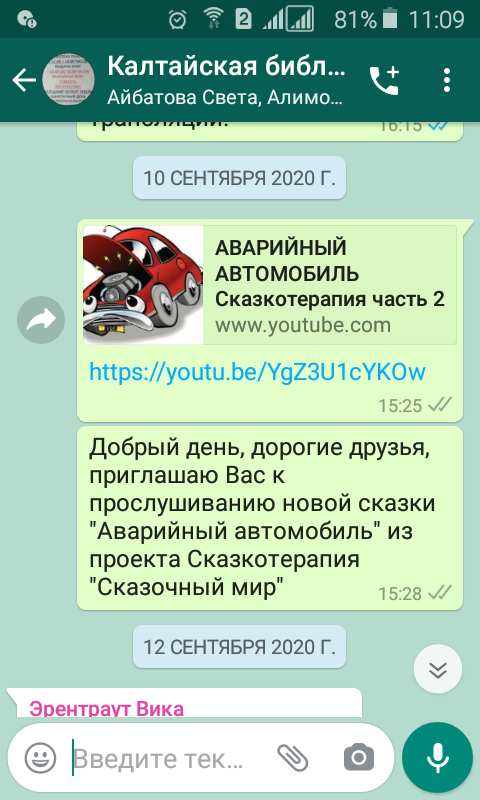 2
81% 11:09
Калтайская библ...
Айбатова Света, Алимо...
трансляции.
16:15
10 СЕНТЯБРЯ 2020 Г.
АВАРИЙНЫЙ
АВТОМОБИЛЬ
Сказкотерапия часть 2
www.youtube.com
https://youtu.be/YgZ3U1cYKOw
15:25
Добрый день, дорогие друзья,
приглашаю Вас к
прослушиванию новой сказки
"Аварийный автомобиль" из
проекта Сказкотерапия
"Сказочный мир"
15:28
12 СЕНТЯБРЯ 2020 Г.
Эрентраут Вика
Введите тек...